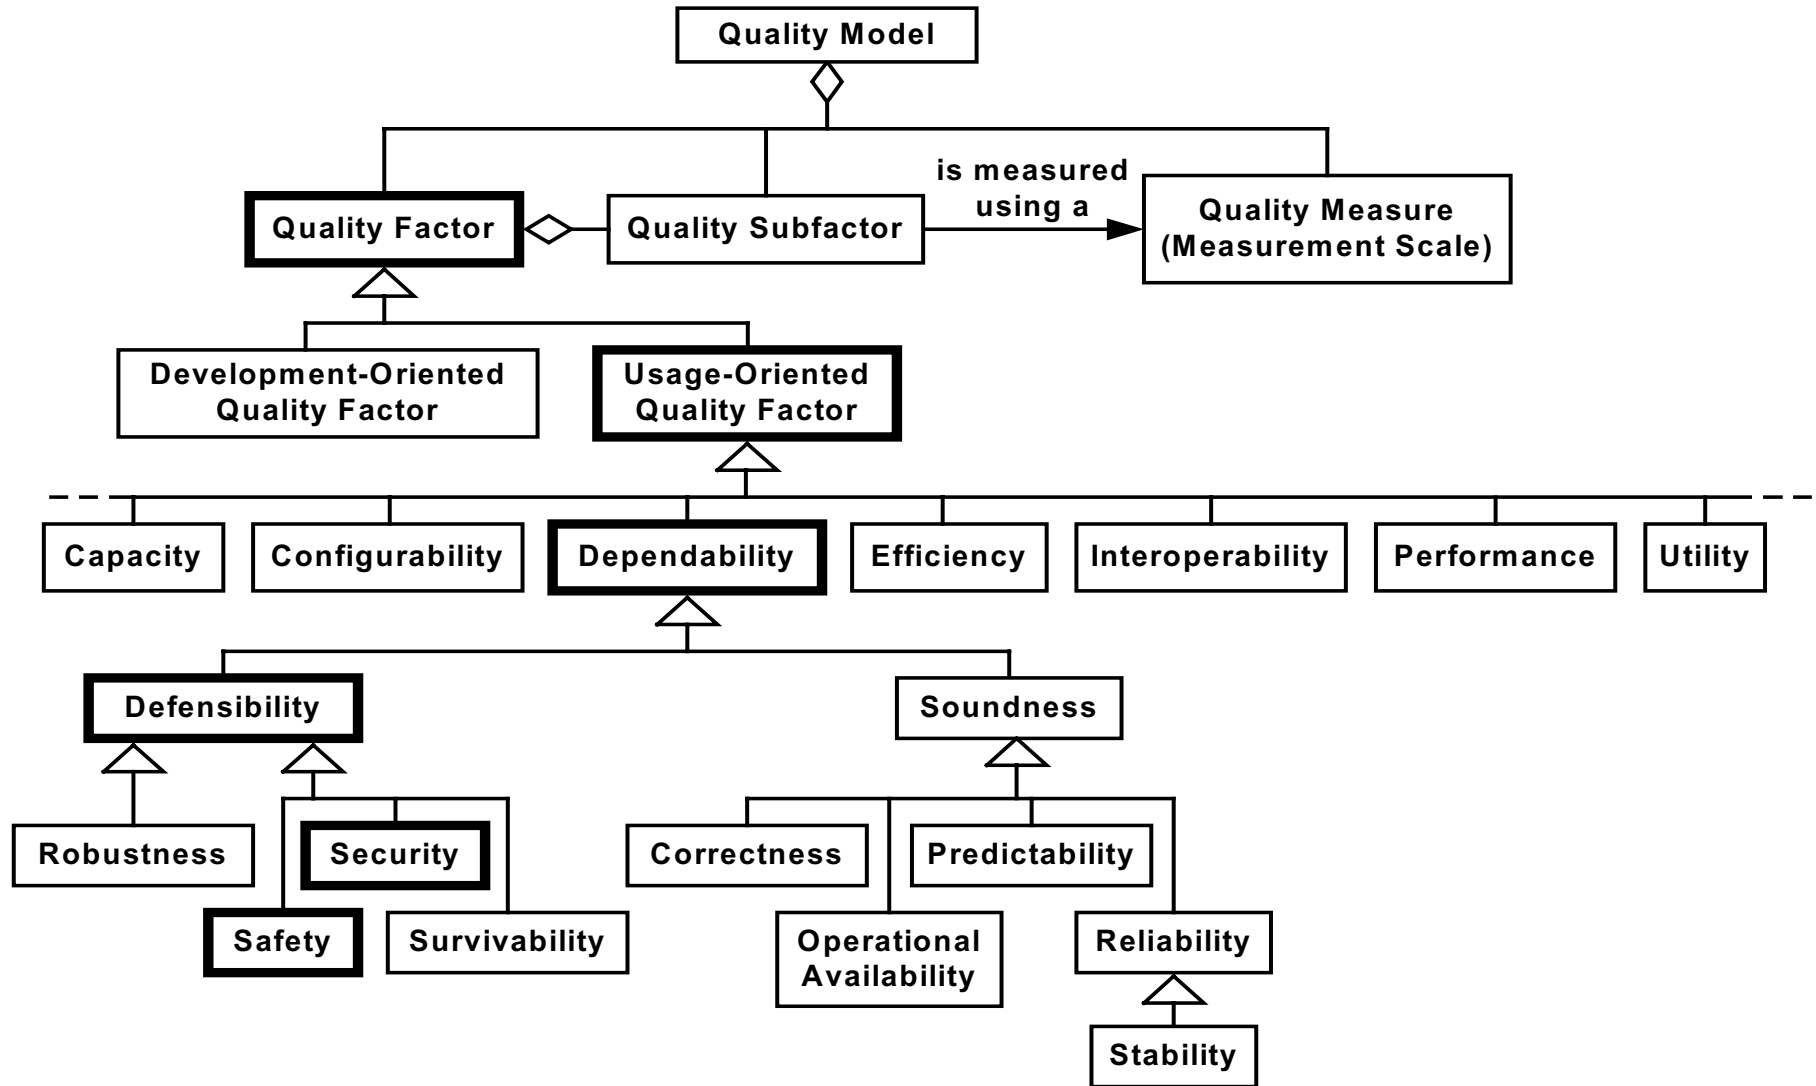 Quality Model
is measured
using a
Quality Factor
Quality Subfactor
Quality Measure
(Measurement Scale)
Development-Oriented
Quality Factor
Usage-Oriented
Quality Factor
Capacity
Configurability
Dependability
Efficiency
Interoperability
Performance
Utility
Defensibility
Soundness
Robustness
Security
Correctness
Predictability
Safety
Survivability
Operational
Availability
Reliability
Stability